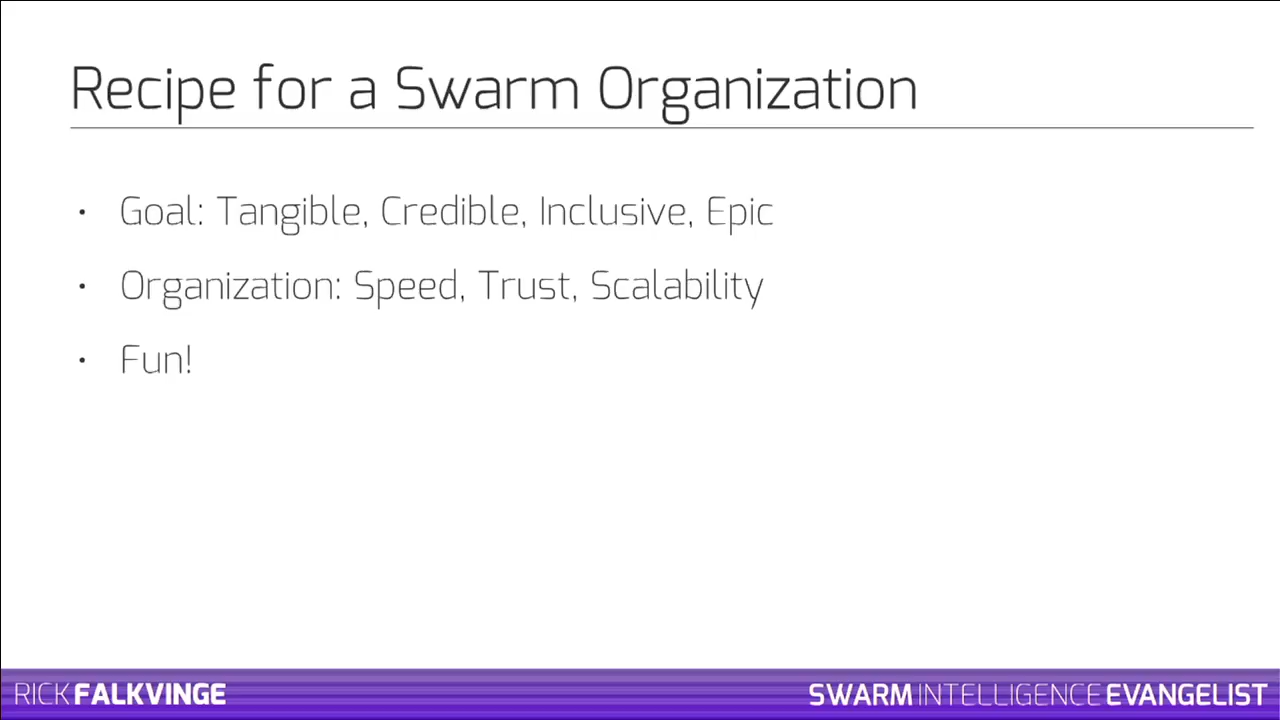 Recipe for a Swarm Organization
• Goal: Tangible, Credible, Inclusive, Epic
• Organization: Speed, Trust, Scalability
• Fun!
RICK FALKVINGE
SWARM INTELLIGENCE EVANGELIST